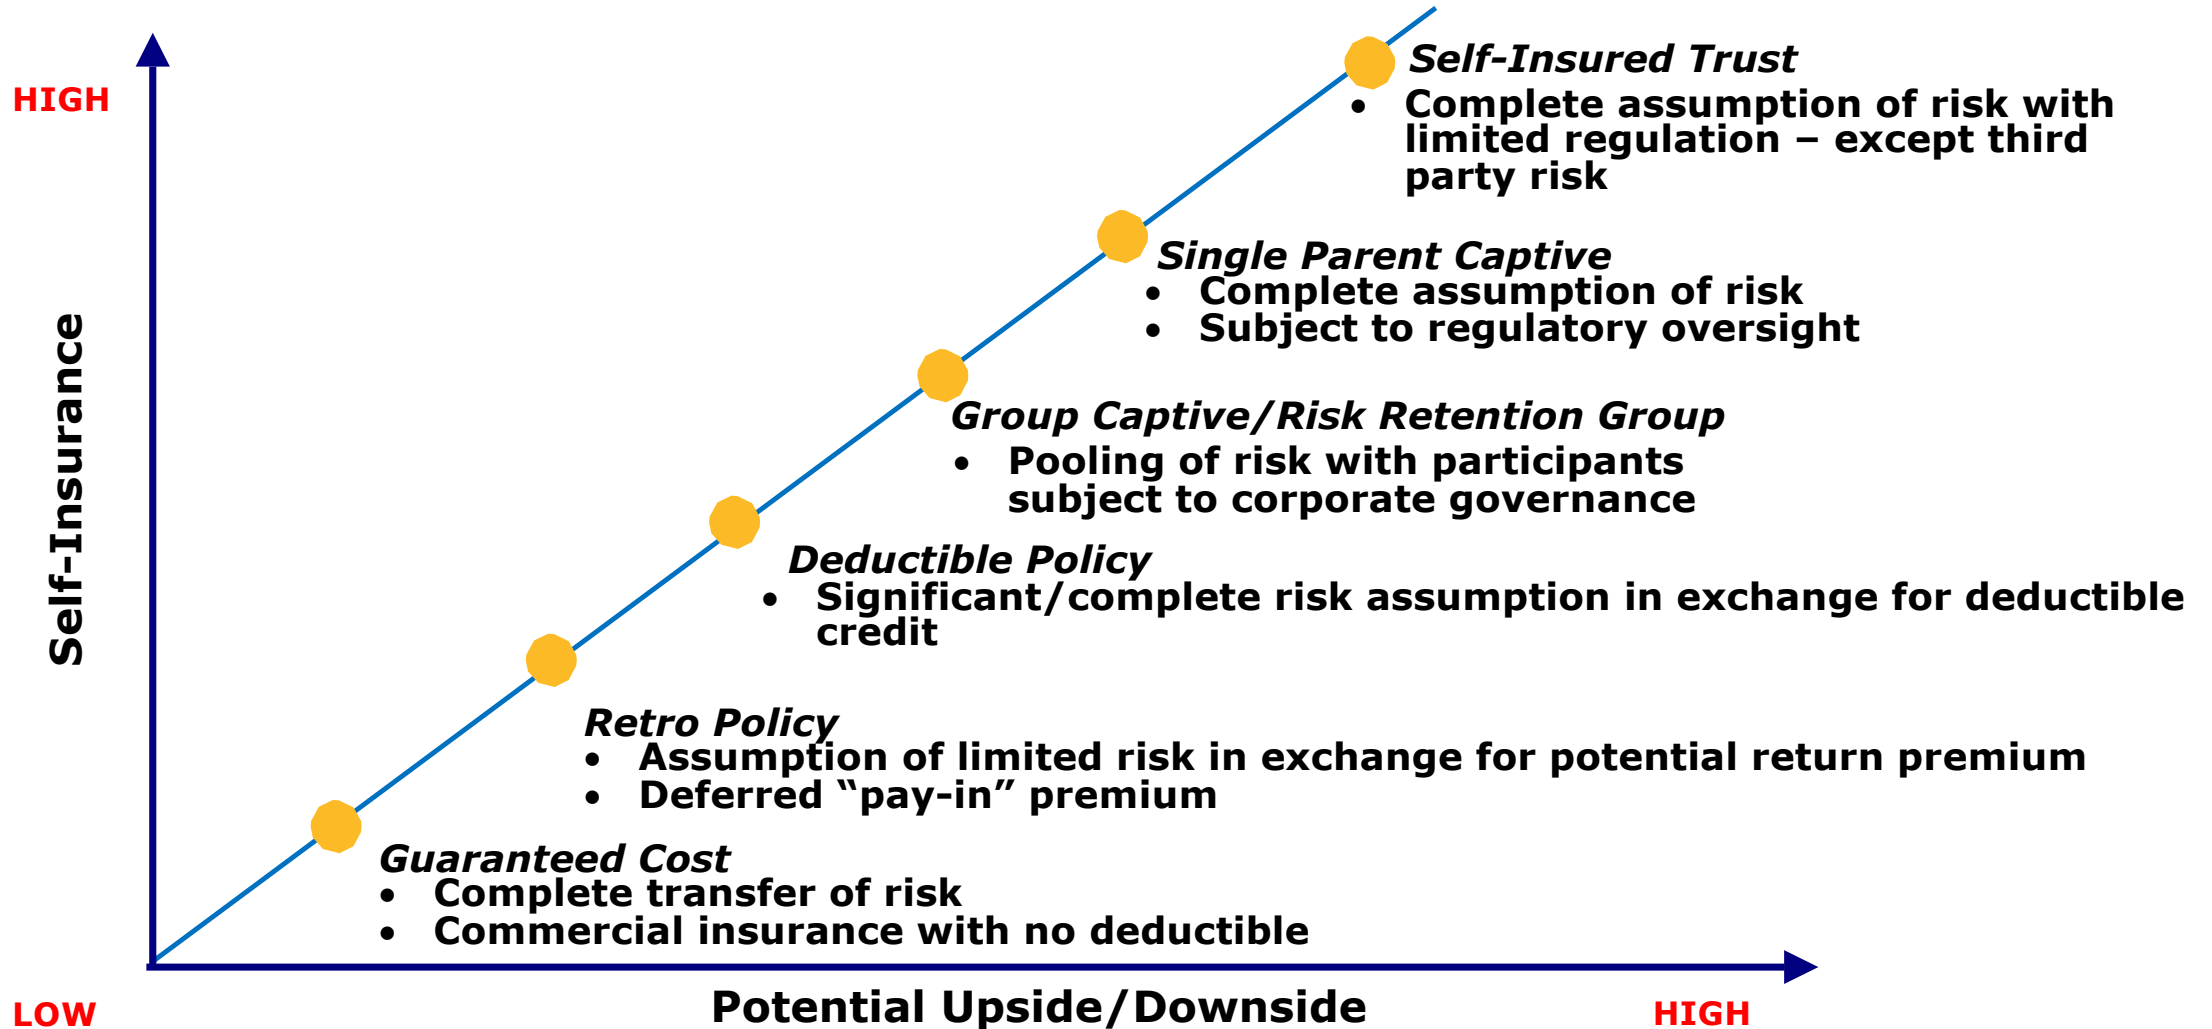 HIGH
Self-Insured Trust
• Complete assumption of risk with
limited regulation – except third
party risk
Single Parent Captive
• Complete assumption of risk
• Subject to regulatory oversight
Self-Insurance
Group Captive/Risk Retention Group
• Pooling of risk with participants
subject to corporate governance
Deductible Policy
• Significant/complete risk assumption in exchange for deductible
credit
Retro Policy
• Assumption of limited risk in exchange for potential return premium
• Deferred “pay-in” premium
Guaranteed Cost
• Complete transfer of risk
• Commercial insurance with no deductible
LOW
Potential Upside/Downside
HIGH